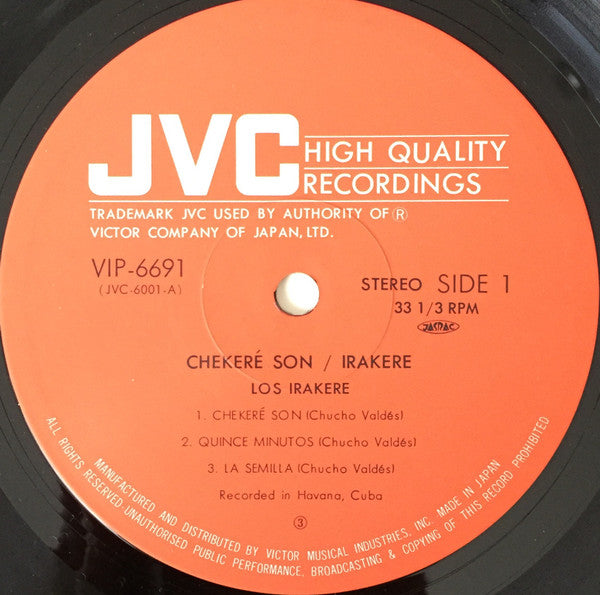 JVC
HIGH QUALITY
RECORDINGS
TRADEMARK JVC USED BY AUTHORITY OF Ⓡ
VICTOR COMPANY OF JAPAN, LTD.
VIP-6691
(JVC-6001-A)
STEREO SIDE 1
33 1/3 RPM
JASRAC
CHEKERÉ SON / IRAKERE
LOS IRAKERE
1. CHEKERÉ SON (Chucho Valdés)
2. QUINCE MINUTOS (Chucho Valdés)
3. LA SEMILLA (Chucho Valdés)
Recorded in Havana, Cuba
③
MANUFACTURED AND DISTRIBUTED BY VICTOR MUSICAL INDUSTRIES, INC. MADE IN JAPAN
ALL RIGHTS RESERVED. UNAUTHORISED PUBLIC PERFORMANCE, BROADCASTING & COPYING OF THIS RECORD PROHIBITED